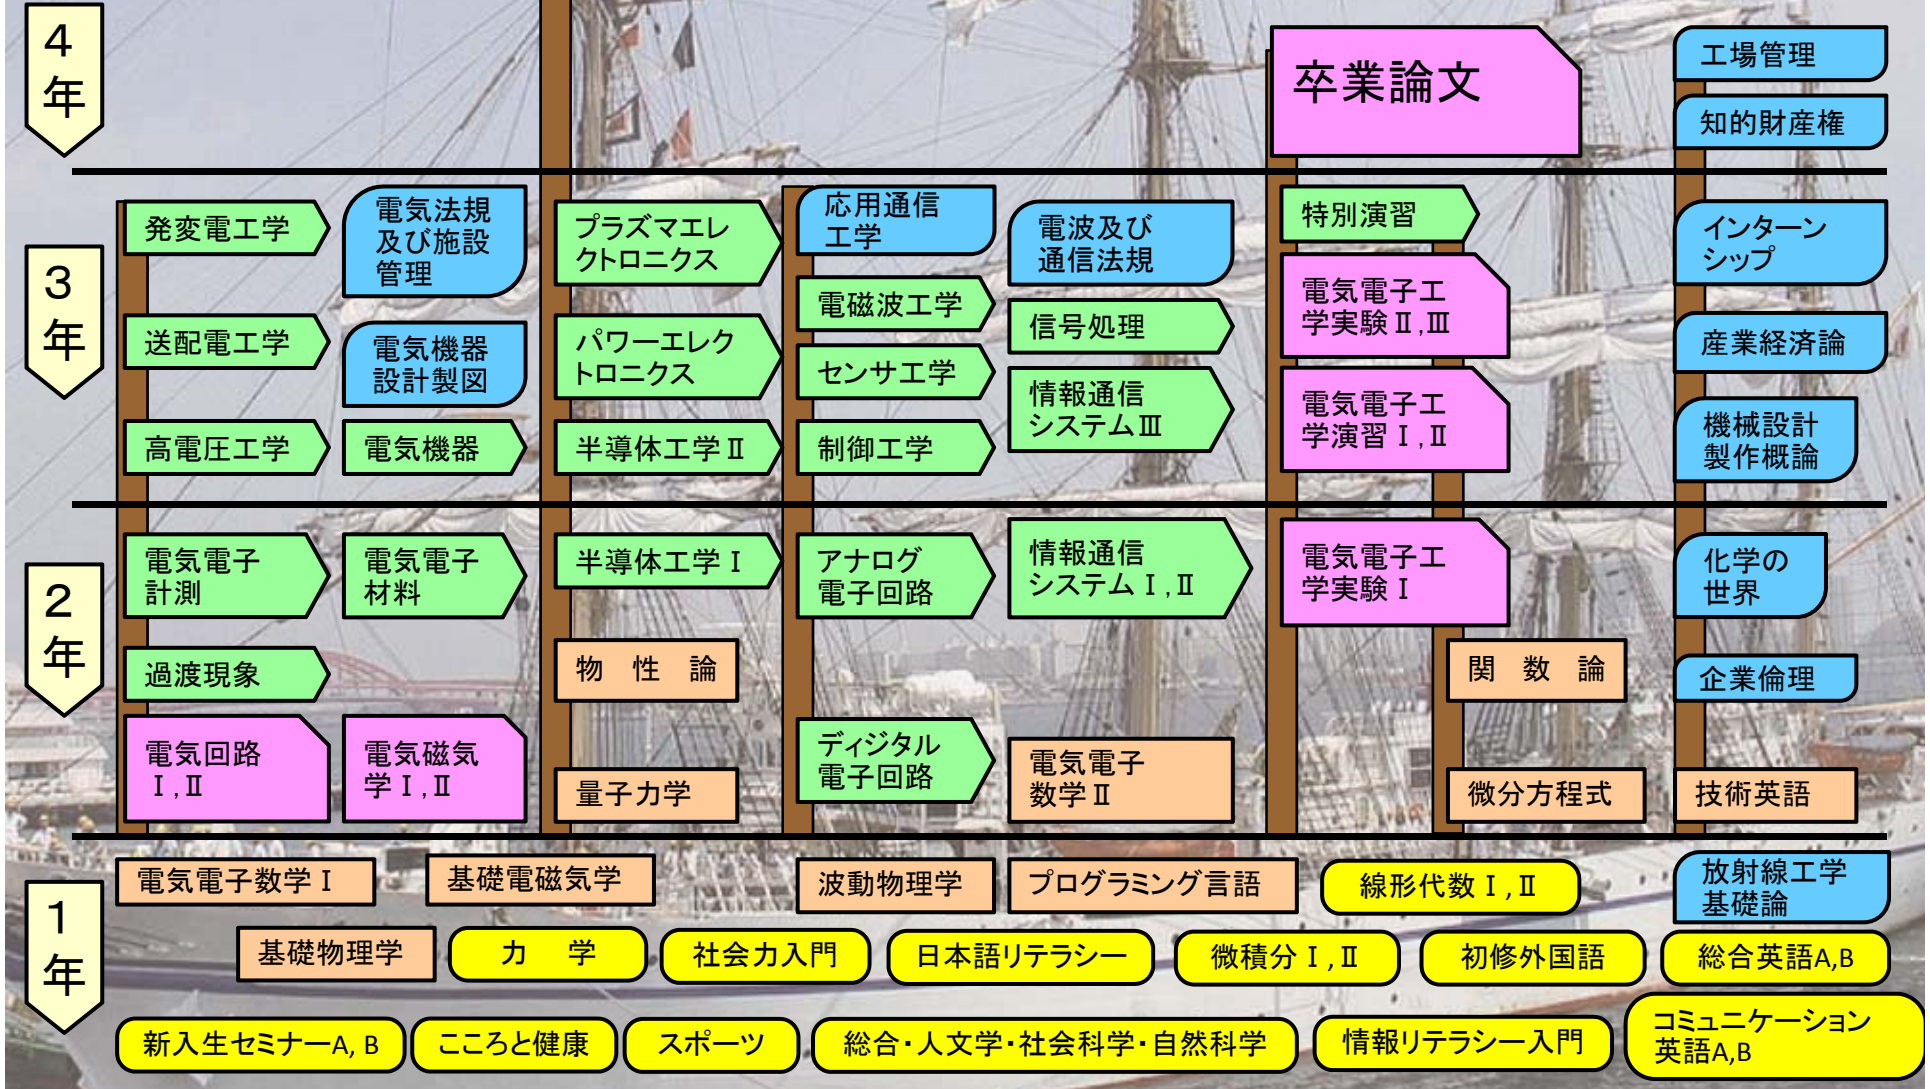 4
年
卒業論文
工場管理
知的財産権
3
年
発変電工学
電気法規
及び施設
管理
プラズマエレ
クトロニクス
応用通信
工学
電波及び
通信法規
特別演習
インターン
シップ
送配電工学
電気機器
設計製図
パワーエレク
トロニクス
電磁波工学
センサ工学
信号処理
電気電子工
学実験Ⅱ,Ⅲ
産業経済論
高電圧工学
電気機器
半導体工学Ⅱ
制御工学
情報通信
システムⅢ
電気電子工
学演習Ⅰ,Ⅱ
機械設計
製作概論
2
年
電気電子
計測
電気電子
材料
半導体工学Ⅰ
アナログ
電子回路
情報通信
システムⅠ,Ⅱ
電気電子工
学実験Ⅰ
化学の
世界
過渡現象
物 性 論
関 数 論
企業倫理
電気回路
Ⅰ,Ⅱ
電気磁気
学Ⅰ,Ⅱ
量子力学
ディジタル
電子回路
電気電子
数学Ⅱ
微分方程式
技術英語
1
年
電気電子数学Ⅰ
基礎電磁気学
波動物理学
プログラミング言語
線形代数Ⅰ,Ⅱ
放射線工学
基礎論
基礎物理学
力 学
社会力入門
日本語リテラシー
微積分Ⅰ,Ⅱ
初修外国語
総合英語A,B
新入生セミナーA, B
こころと健康
スポーツ
総合・人文学・社会科学・自然科学
情報リテラシー入門
コミュニケーション
英語A,B